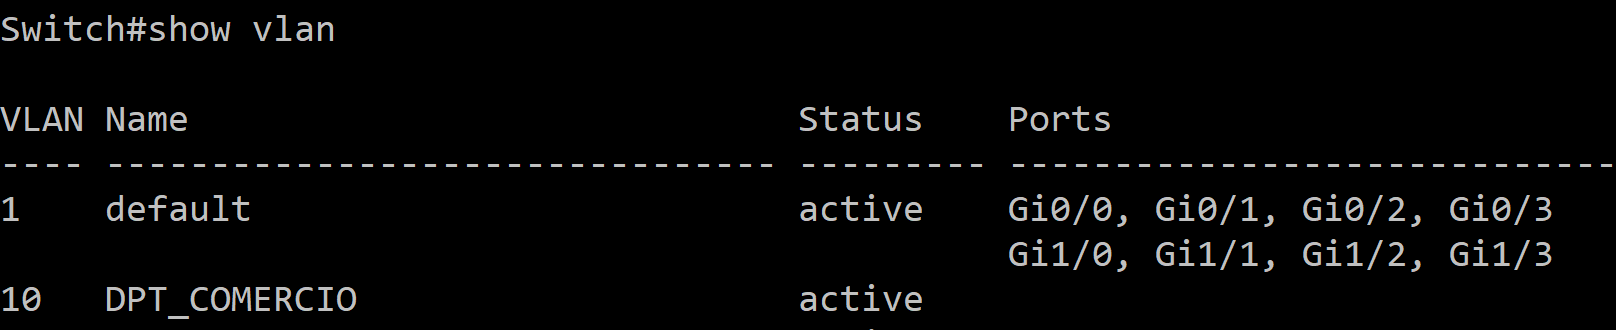 Switch#show vlan
VLAN Name Status Ports
---- -------------------------------- --------- -----------------------------
1 default active Gi0/0, Gi0/1, Gi0/2, Gi0/3
Gi1/0, Gi1/1, Gi1/2, Gi1/3
10 DPT_COMERCIO active